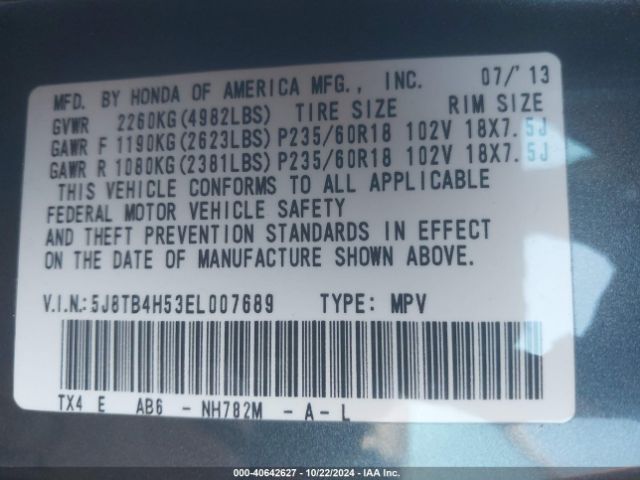 MFD. BY HONDA OF AMERICA MFG., INC. 07/'13
GVWR 2260KG(4982LBS) TIRE SIZE RIM SIZE
GAWR F 1190KG(2623LBS) P235/60R18 102V 18X7.5J
GAWR R 1080KG(2381LBS) P235/60R18 102V 18X7.5J
THIS VEHICLE CONFORMS TO ALL APPLICABLE
FEDERAL MOTOR VEHICLE SAFETY
AND THEFT PREVENTION STANDARDS IN EFFECT
ON THE DATE OF MANUFACTURE SHOWN ABOVE.
V.I.N.: 5J8TB4H53EL007689 TYPE: MPV
TX4 E AB6 - NH782M - A - L
000-40642627 - 10/22/2024 - IAA Inc.